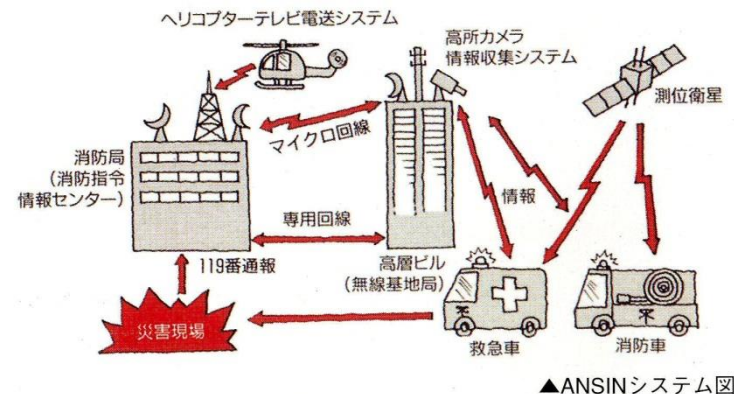 ヘリコプターテレビ電送システム
高所カメラ
情報収集システム
測位衛星
マイクロ回線
消防局
(消防指令
情報センター)
情報
専用回線
119番通報
高層ビル
(無線基地局)
災害現場
救急車
消防車
▲ANSINシステム図